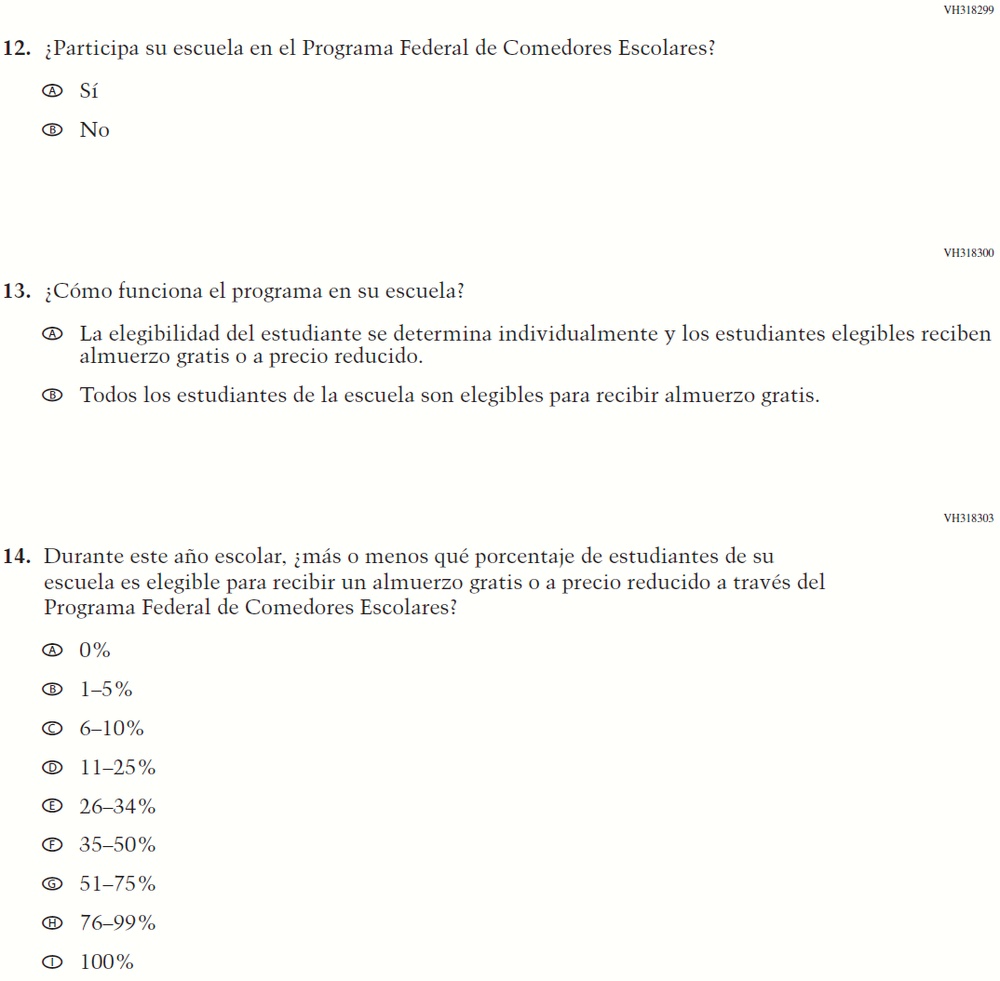 VH318299
12. ¿Participa su escuela en el Programa Federal de Comedores Escolares?
A Sí
B No
VH318300
13. ¿Cómo funciona el programa en su escuela?
A La elegibilidad del estudiante se determina individualmente y los estudiantes elegibles reciben
almuerzo gratis o a precio reducido.
B Todos los estudiantes de la escuela son elegibles para recibir almuerzo gratis.
VH318303
14. Durante este año escolar, ¿más o menos qué porcentaje de estudiantes de su
escuela es elegible para recibir un almuerzo gratis o a precio reducido a través del
Programa Federal de Comedores Escolares?
A 0%
B 1–5%
C 6–10%
D 11–25%
E 26–34%
F 35–50%
G 51–75%
H 76–99%
I 100%